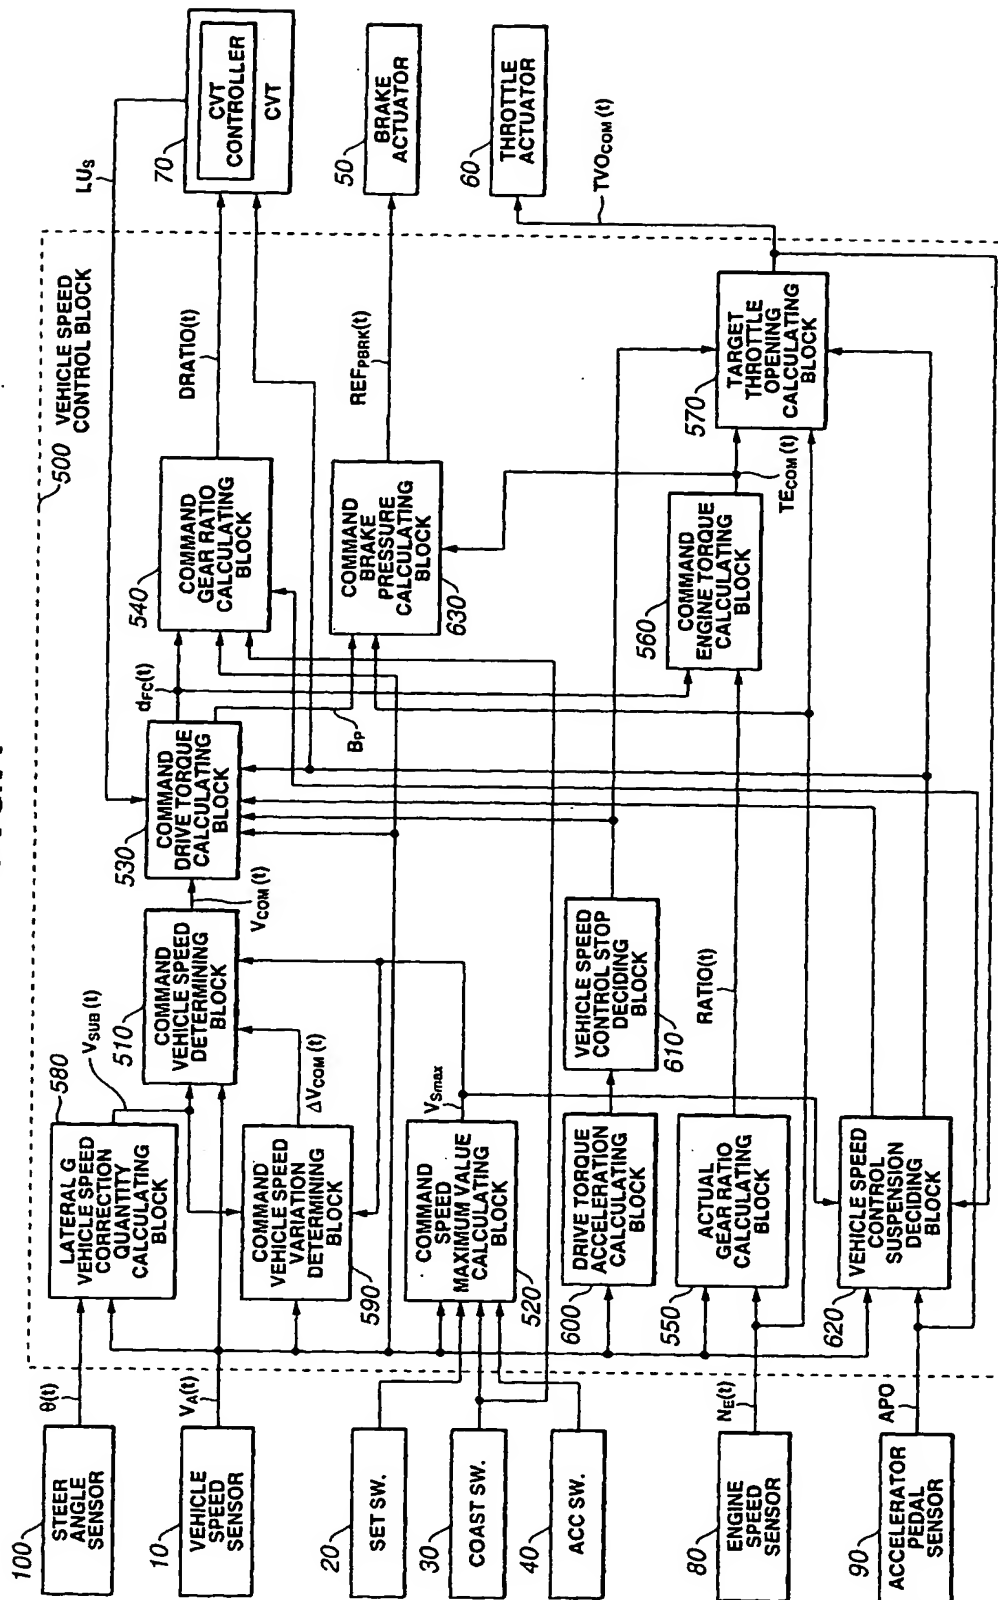 500
VEHICLE SPEED
CONTROL BLOCK
100
STEER
ANGLE
SENSOR
θ(t)
10
VEHICLE
SPEED
SENSOR
VA(t)
20
SET SW.
30
COAST SW.
40
ACC SW.
80
ENGINE
SPEED
SENSOR
NE(t)
90
ACCELERATOR
PEDAL
SENSOR
APO
580
LATERAL G
VEHICLE SPEED
CORRECTION
QUANTITY
CALCULATING
BLOCK
VSUB(t)
COMMAND
VEHICLE SPEED
VARIATION
DETERMINING
BLOCK
590
ΔVCOM(t)
COMMAND
SPEED
MAXIMUM VALUE
CALCULATING
BLOCK
520
VSmax
DRIVE TORQUE
ACCELERATION
CALCULATING
BLOCK
600
ACTUAL
GEAR RATIO
CALCULATING
BLOCK
550
VEHICLE SPEED
CONTROL
SUSPENSION
DECIDING
BLOCK
620
510
COMMAND
VEHICLE SPEED
DETERMINING
BLOCK
VCOM(t)
VEHICLE SPEED
CONTROL STOP
DECIDING
BLOCK
610
RATIO(t)
530
COMMAND
DRIVE TORQUE
CALCULATING
BLOCK
dFC(t)
BP
540
COMMAND
GEAR RATIO
CALCULATING
BLOCK
DRATIO(t)
COMMAND
BRAKE
PRESSURE
CALCULATING
BLOCK
630
REFPBRK(t)
560
COMMAND
ENGINE TORQUE
CALCULATING
BLOCK
TECOM(t)
570
TARGET
THROTTLE
OPENING
CALCULATING
BLOCK
TVOCOM(t)
LUS
70
CVT
CONTROLLER
CVT
50
BRAKE
ACTUATOR
60
THROTTLE
ACTUATOR